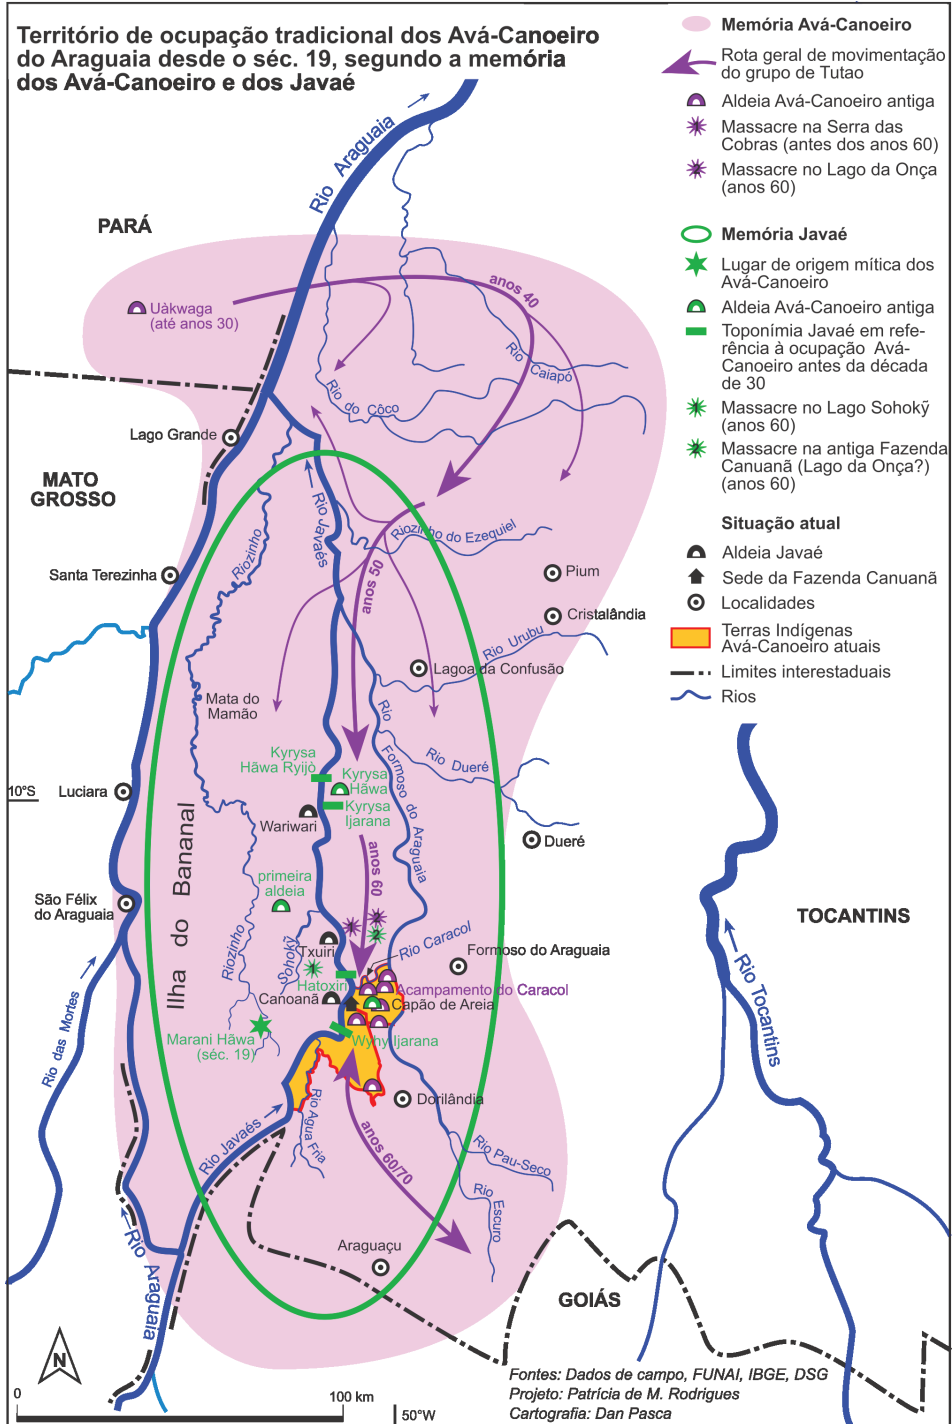 Território de ocupação tradicional dos Avá-Canoeiro
do Araguaia desde o séc. 19, segundo a memória
dos Avá-Canoeiro e dos Javaé
Memória Avá-Canoeiro
Rota geral de movimentação
do grupo de Tutao
Aldeia Avá-Canoeiro antiga
1
Massacre na Serra das
Cobras (antes dos anos 60)
2
Massacre no Lago da Onça
(anos 60)
Memória Javaé
Lugar de origem mítica dos
Avá-Canoeiro
Aldeia Avá-Canoeiro antiga
Toponímia Javaé em refe-
rência à ocupação Avá-
Canoeiro antes da década
de 30
1
Massacre no Lago Sohokỹ
(anos 60)
2
Massacre na antiga Fazenda
Canuanã (Lago da Onça?)
(anos 60)
Situação atual
Aldeia Javaé
Sede da Fazenda Canuanã
Localidades
Terras Indígenas
Avá-Canoeiro atuais
Limites interestaduais
Rios
Rio Araguaia
PARÁ
Uàkwaga
(até anos 30)
anos 40
Rio Caiapó
Rio do Côco
Lago Grande
MATO
GROSSO
Rio Javaés
Riozinho
Riozinho do Ezequiel
Santa Terezinha
anos 50
Pium
Cristalândia
Rio Urubu
Lagoa da Confusão
Mata do
Mamão
Rio Formoso do Araguaia
Rio Dueré
Kyrysa
Hãwa Ryijò
Kyrysa
Hãwa
Kyrysa
Ijarana
10°S
Luciara
Wariwari
Dueré
Ilha do Bananal
anos 60
primeira
aldeia
São Félix
do Araguaia
TOCANTINS
1
2
2
Riozinho
Sohokỹ
Txuiri
Rio Caracol
Formoso do Araguaia
1
Hatoxiri
Acampamento do Caracol
Canoanã
Capão de Areia
Rio das Mortes
Rio Tocantins
Marani Hãwa
(séc. 19)
Wyhy Ijarana
Dorilândia
Rio Javaés
Rio Agua Fria
anos 60/70
Rio Pau-Seco
Rio Escuro
Rio Araguaia
Araguaçu
GOIÁS
N
0
100 km
50°W
Fontes: Dados de campo, FUNAI, IBGE, DSG
Projeto: Patrícia de M. Rodrigues
Cartografia: Dan Pasca